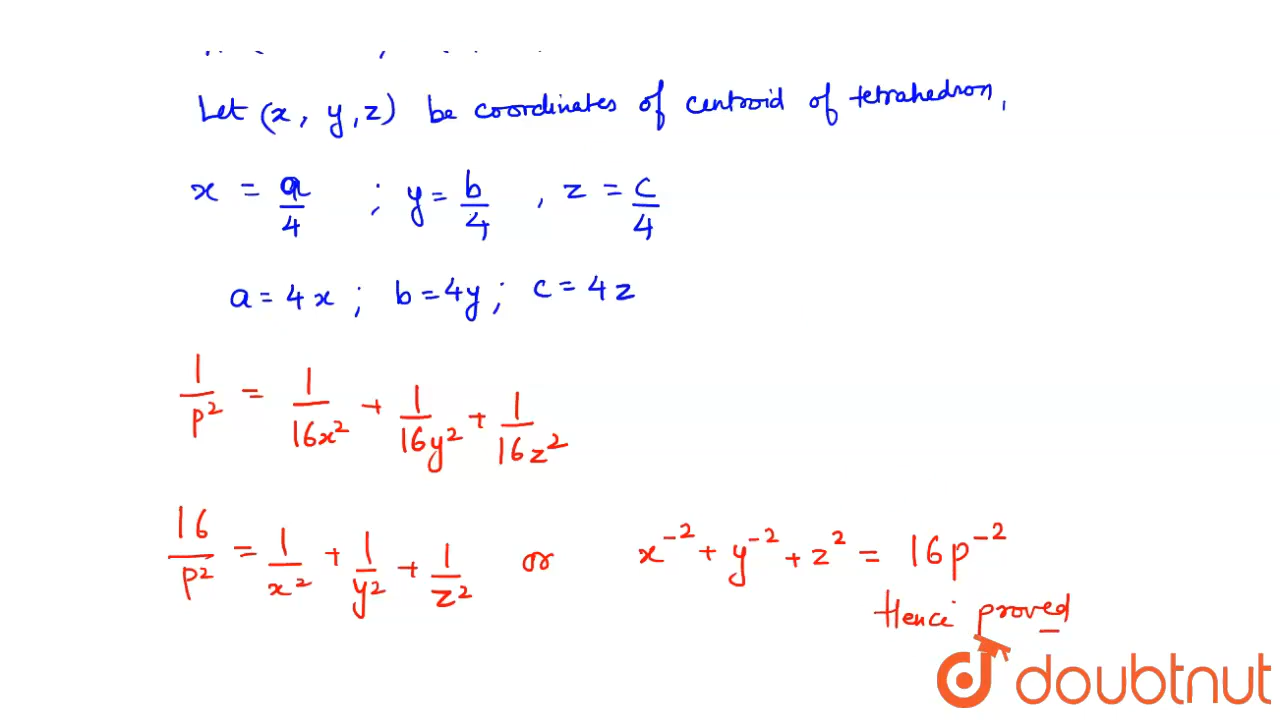 Let (x, y, z) be coordinates of centroid of tetrahedron,
x = a/4 ; y = b/4 , z = c/4
a = 4x ; b = 4y ; c = 4z
1/p² = 1/16x² + 1/16y² + 1/16z²
16/p² = 1/x² + 1/y² + 1/z² or x⁻² + y⁻² + z² = 16p⁻²
Hence proved
doubtnut